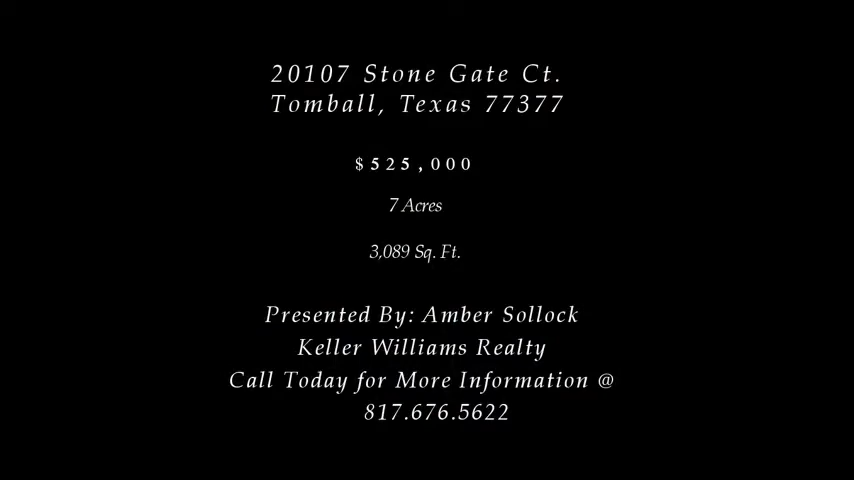 20107 Stone Gate Ct.
Tomball, Texas 77377
$525,000
7 Acres
3,089 Sq. Ft.
Presented By: Amber Sollock
Keller Williams Realty
Call Today for More Information @
817.676.5622